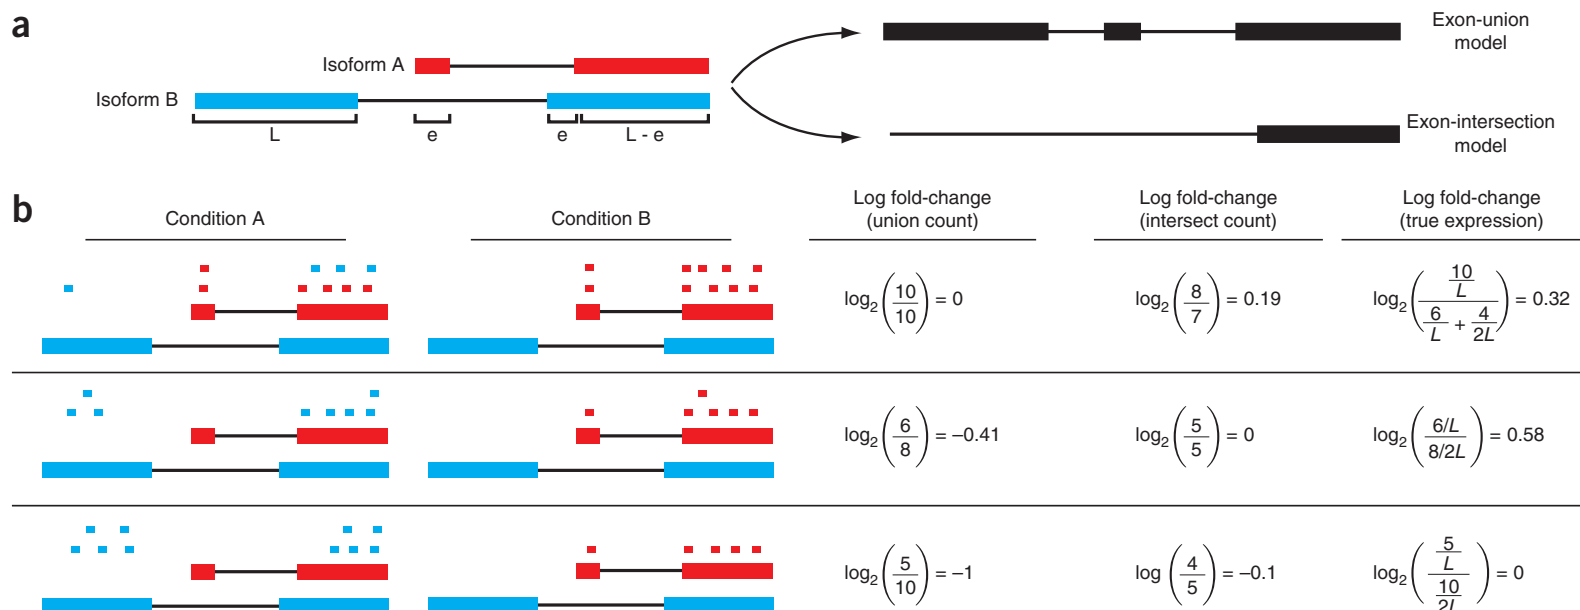 a
Isoform A
Isoform B
L
e
e
L - e
Exon-union
model
Exon-intersection
model
b
Condition A
Condition B
Log fold-change
(union count)
Log fold-change
(intersect count)
Log fold-change
(true expression)
log₂(10/10) = 0
log₂(8/7) = 0.19
log₂((10/L)/(6/L + 4/2L)) = 0.32
log₂(6/8) = –0.41
log₂(5/5) = 0
log₂((6/L)/(8/2L)) = 0.58
log₂(5/10) = –1
log(4/5) = –0.1
log₂((5/L)/(10/2L)) = 0